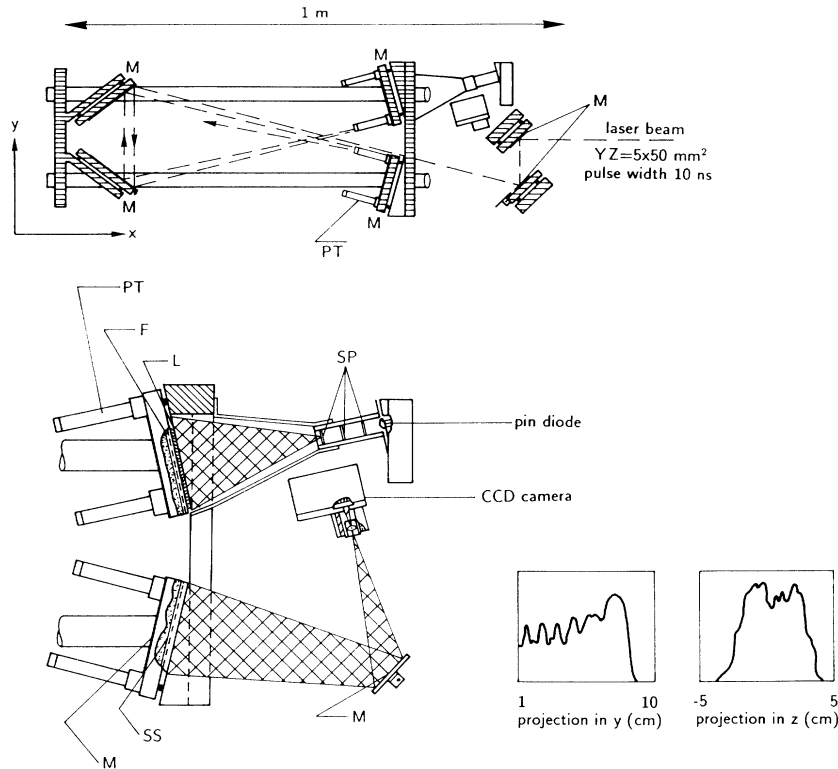 1 m
M
M
M
y
laser beam
YZ=5x50 mm²
pulse width 10 ns
M
M
x
PT
PT
F
L
SP
pin diode
CCD camera
M
SS
M
1
10
projection in y (cm)
-5
5
projection in z (cm)